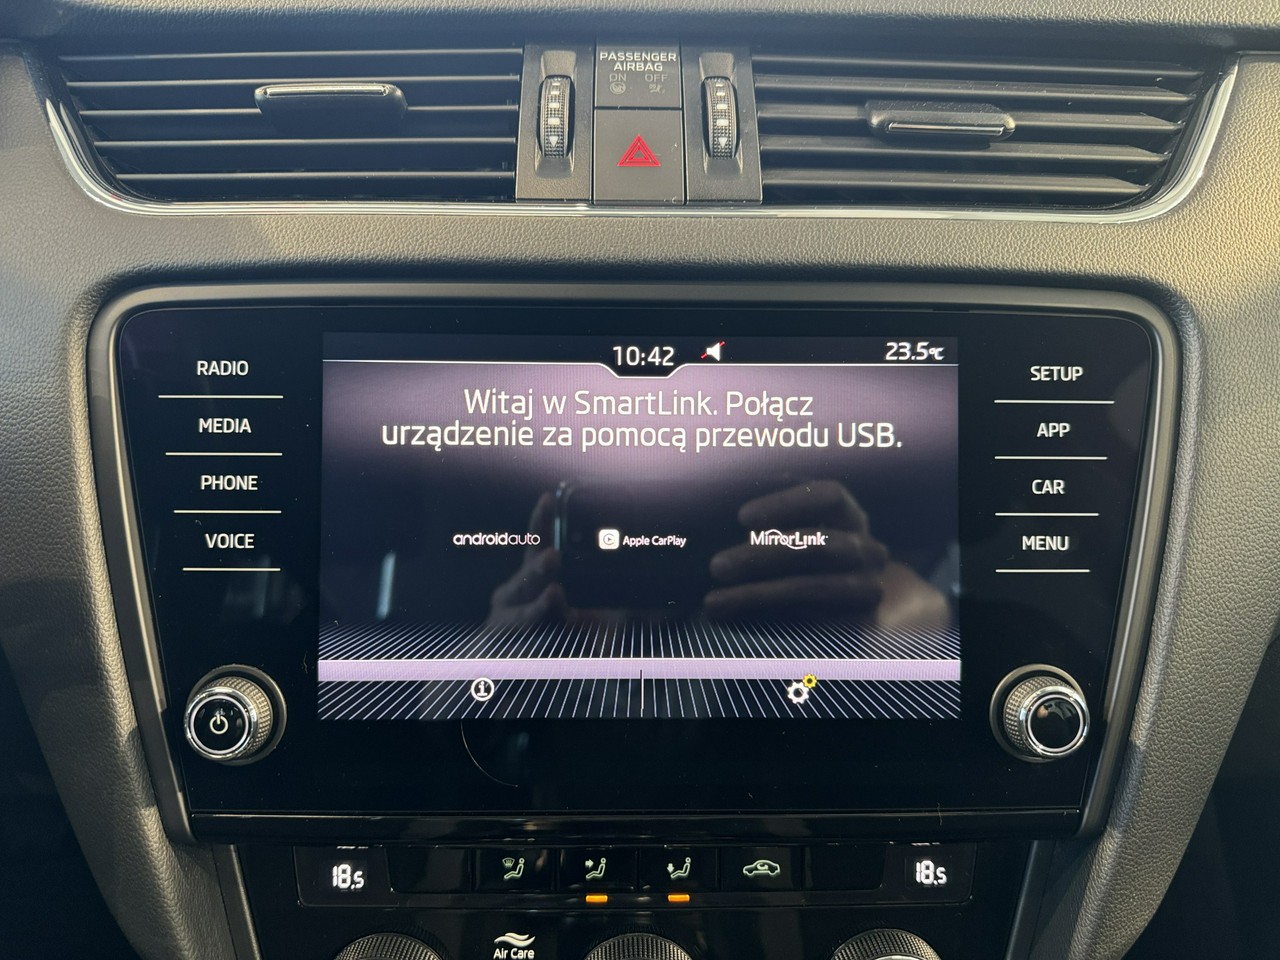 PASSENGER
AIRBAG
ON OFF
10:42 23.5°C
Witaj w SmartLink. Połącz
urządzenie za pomocą przewodu USB.
androidauto Apple CarPlay MirrorLink
RADIO
MEDIA
PHONE
VOICE
SETUP
APP
CAR
MENU
18.5 18.5
Air Care